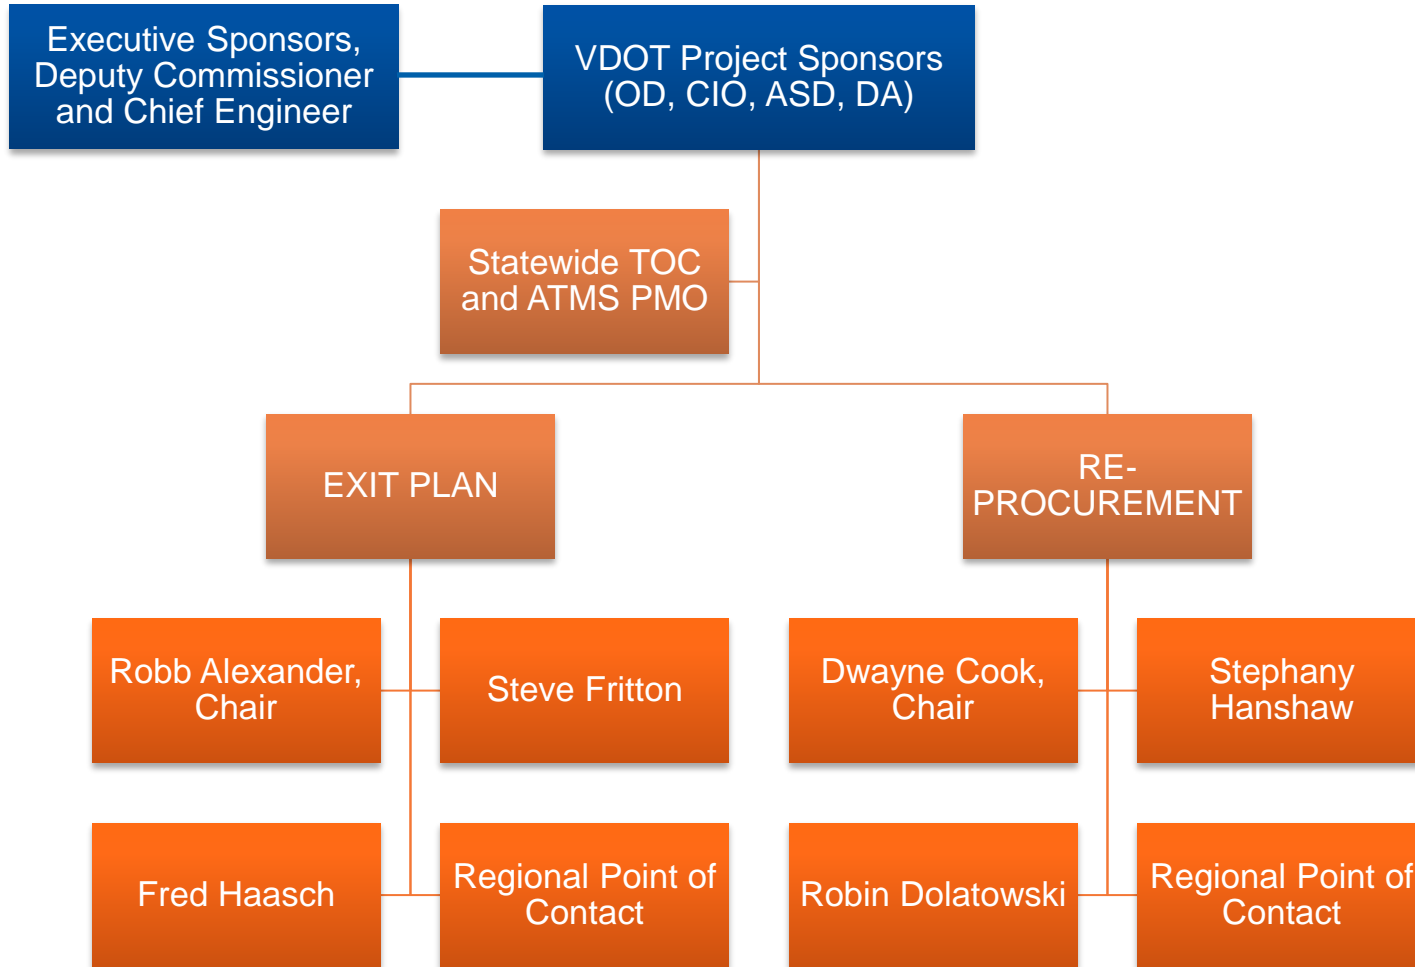 Executive Sponsors,
Deputy Commissioner
and Chief Engineer
VDOT Project Sponsors
(OD, CIO, ASD, DA)
Statewide TOC
and ATMS PMO
EXIT PLAN
RE-
PROCUREMENT
Robb Alexander,
Chair
Steve Fritton
Dwayne Cook,
Chair
Stephany
Hanshaw
Fred Haasch
Regional Point of
Contact
Robin Dolatowski
Regional Point of
Contact